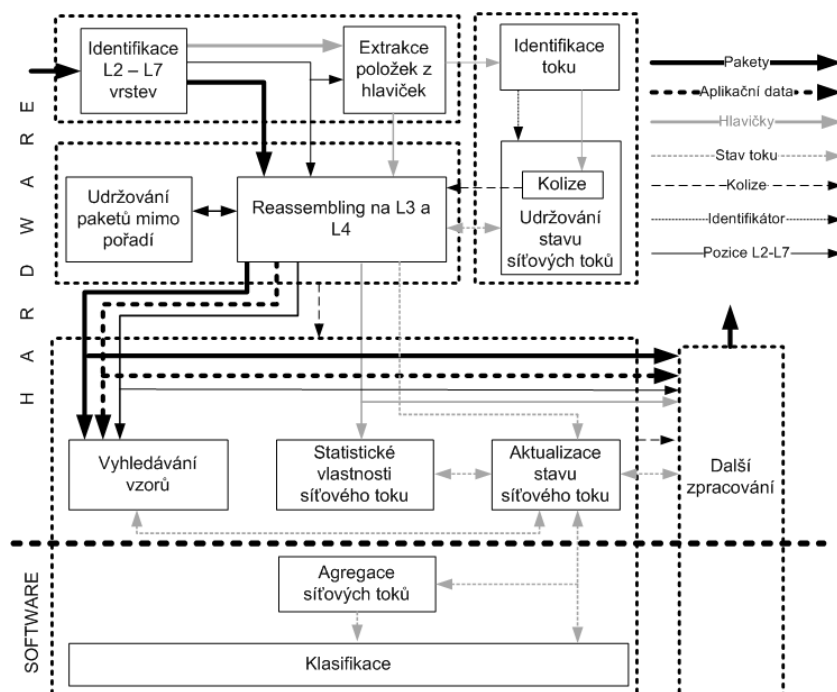 Identifikace
L2 – L7
vrstev
Extrakce
položek z
hlaviček
Identifikace
toku
Pakety
Aplikační data
Hlavičky
Stav toku
Kolize
Identifikátor
Pozice L2-L7
HARDWARE
Udržování
paketů mimo
pořadí
Reassembling na L3 a
L4
Kolize
Udržování
stavu
síťových toků
Vyhledávání
vzorů
Statistické
vlastnosti
síťového toku
Aktualizace
stavu
síťového toku
Další
zpracování
SOFTWARE
Agregace
síťových toků
Klasifikace